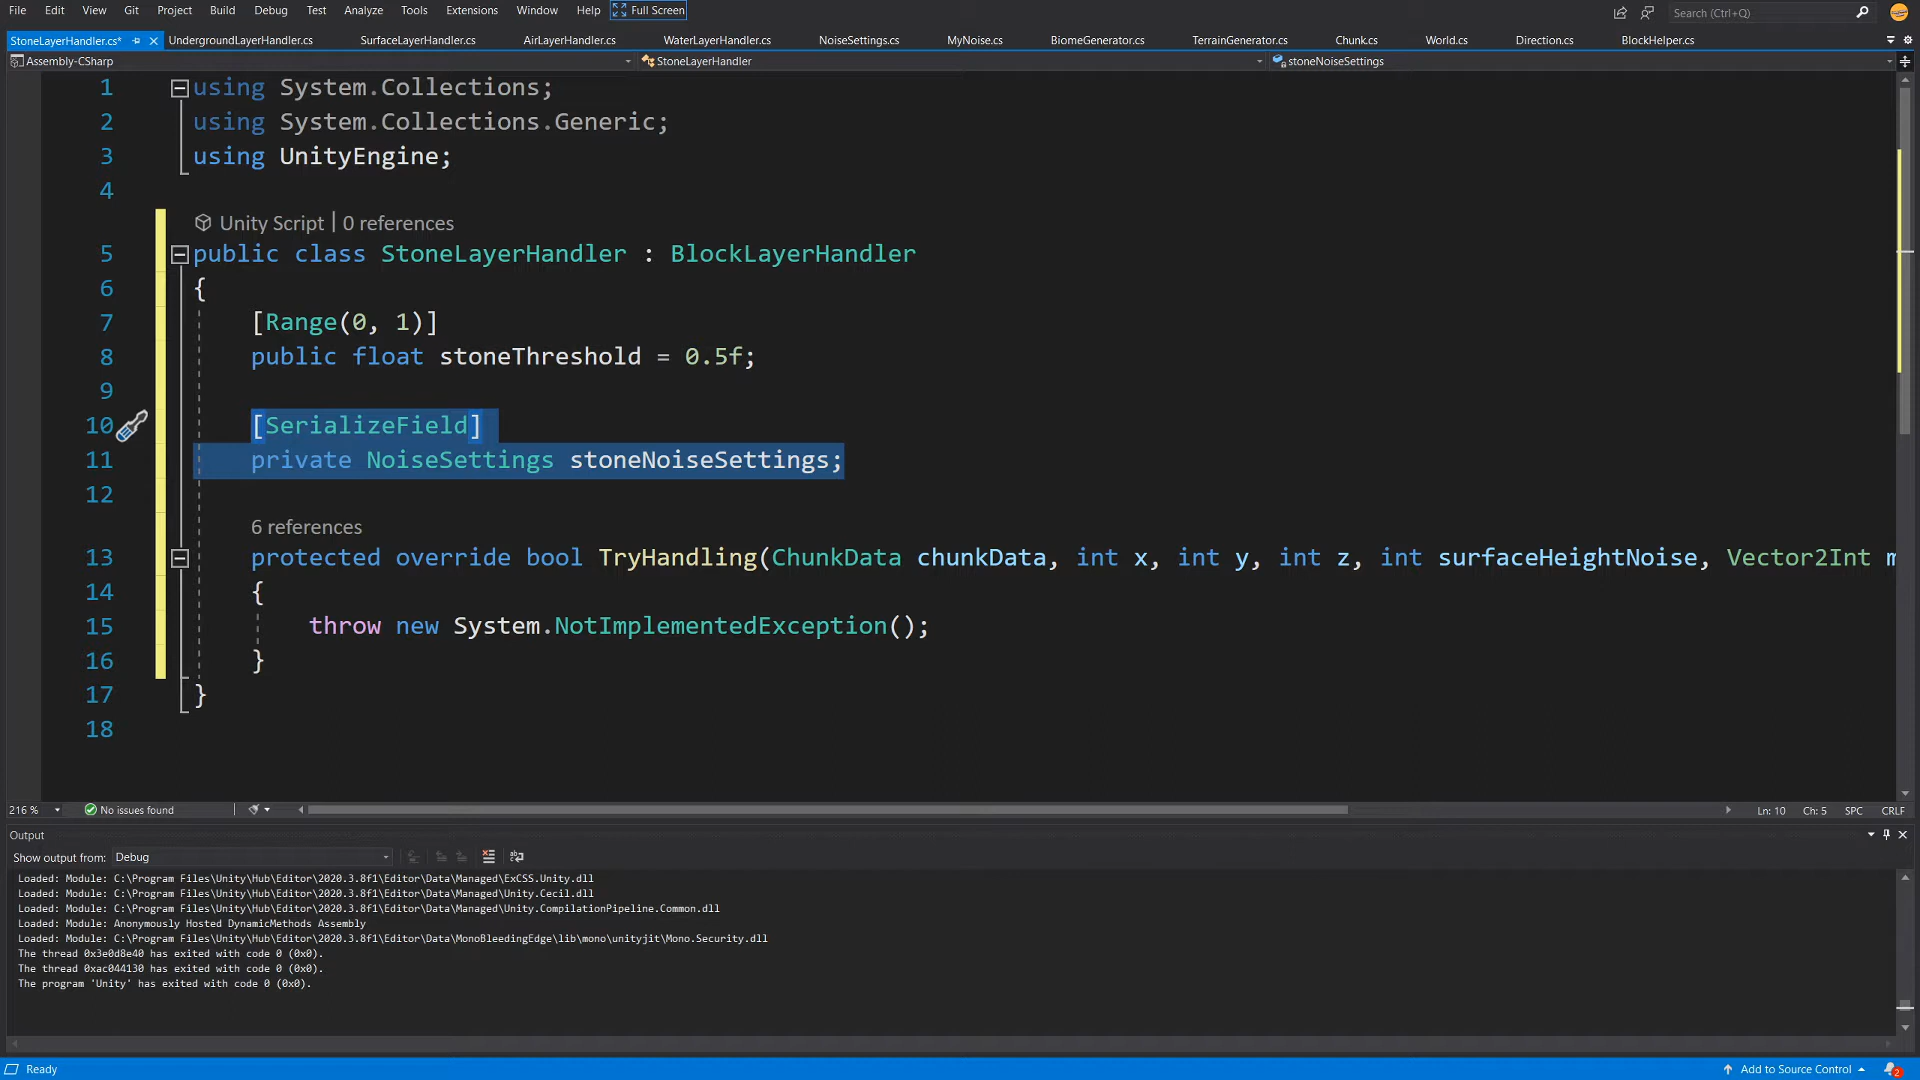 File Edit View Git Project Build Debug Test Analyze Tools Extensions Window Help Full Screen Search (Ctrl+Q)
StoneLayerHandler.cs* UndergroundLayerHandler.cs SurfaceLayerHandler.cs AirLayerHandler.cs WaterLayerHandler.cs NoiseSettings.cs MyNoise.cs BiomeGenerator.cs TerrainGenerator.cs Chunk.cs World.cs Direction.cs BlockHelper.cs
Assembly-CSharp StoneLayerHandler stoneNoiseSettings
1 using System.Collections;
2 using System.Collections.Generic;
3 using UnityEngine;
4
Unity Script | 0 references
5 public class StoneLayerHandler : BlockLayerHandler
6 {
7 [Range(0, 1)]
8 public float stoneThreshold = 0.5f;
9
10 [SerializeField]
11 private NoiseSettings stoneNoiseSettings;
12
6 references
13 protected override bool TryHandling(ChunkData chunkData, int x, int y, int z, int surfaceHeightNoise, Vector2Int m
14 {
15 throw new System.NotImplementedException();
16 }
17 }
18
216 % No issues found Ln: 10 Ch: 5 SPC CRLF
Output
Show output from: Debug
Loaded: Module: C:\Program Files\Unity\Hub\Editor\2020.3.8f1\Editor\Data\Managed\ExCSS.Unity.dll
Loaded: Module: C:\Program Files\Unity\Hub\Editor\2020.3.8f1\Editor\Data\Managed\Unity.Cecil.dll
Loaded: Module: C:\Program Files\Unity\Hub\Editor\2020.3.8f1\Editor\Data\Managed\Unity.CompilationPipeline.Common.dll
Loaded: Module: Anonymously Hosted DynamicMethods Assembly
Loaded: Module: C:\Program Files\Unity\Hub\Editor\2020.3.8f1\Editor\Data\MonoBleedingEdge\lib\mono\unityjit\Mono.Security.dll
The thread 0x3e0d8e40 has exited with code 0 (0x0).
The thread 0xac044130 has exited with code 0 (0x0).
The program 'Unity' has exited with code 0 (0x0).
Ready Add to Source Control 2